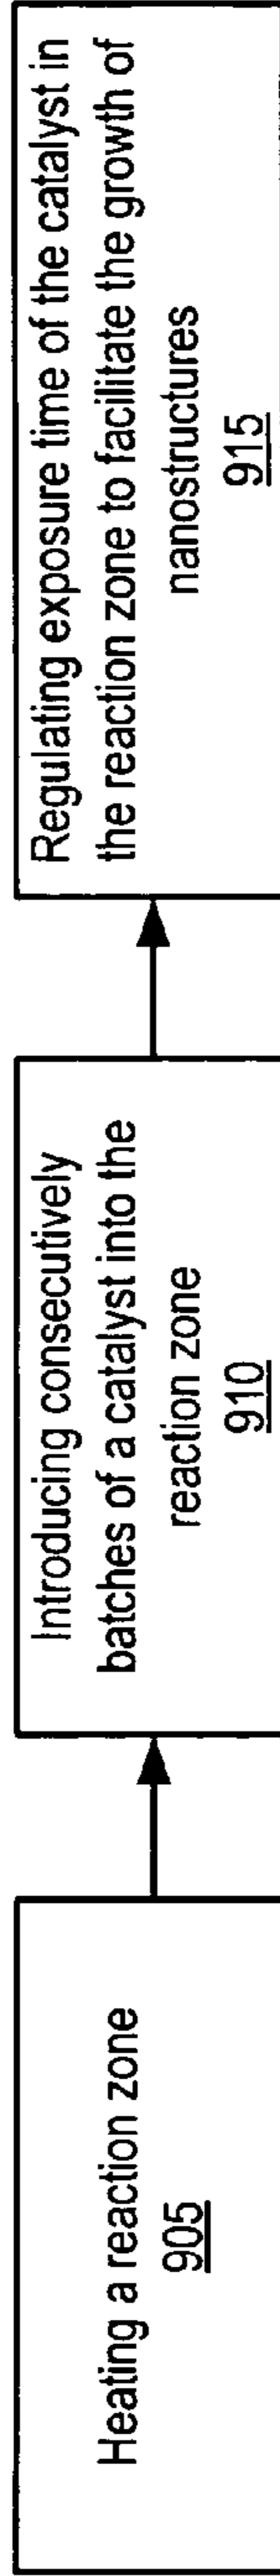 Heating a reaction zone
905
Introducing consecutively
batches of a catalyst into the
reaction zone
910
Regulating exposure time of the catalyst in
the reaction zone to facilitate the growth of
nanostructures
915